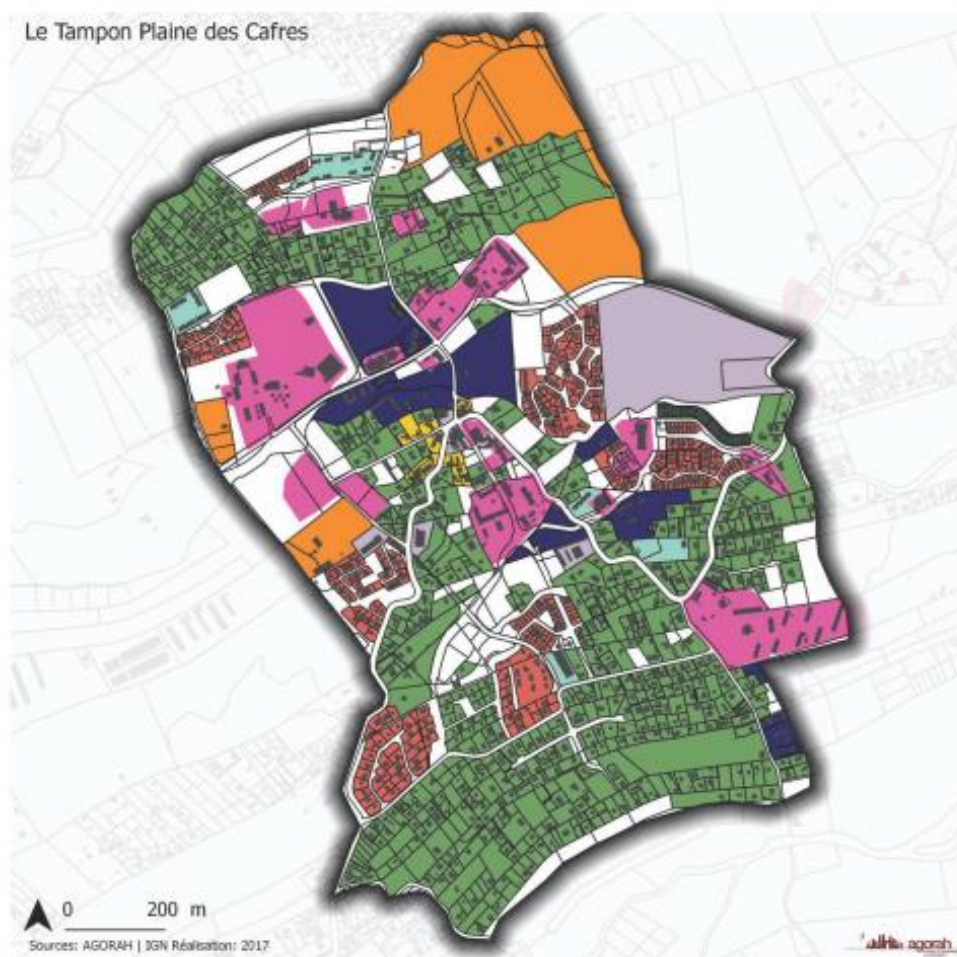 Le Tampon Plaine des Cafres
0 200 m
Sources: AGORAH | IGN Réalisation: 2017
agorah